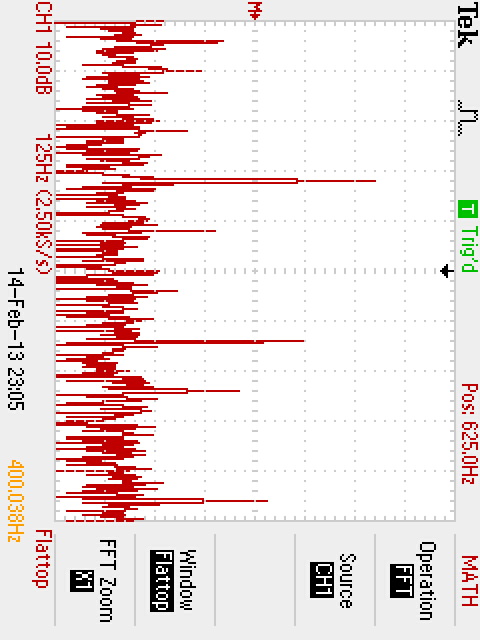 Tek
T Trig'd
Pos: 625.0Hz
MATH
Operation
FFT
Source
CH1
Window
Flattop
FFT Zoom
X1
M
CH1 10.0dB
125Hz (2.50kS/s)
Flattop
14-Feb-13 23:05
400.038Hz